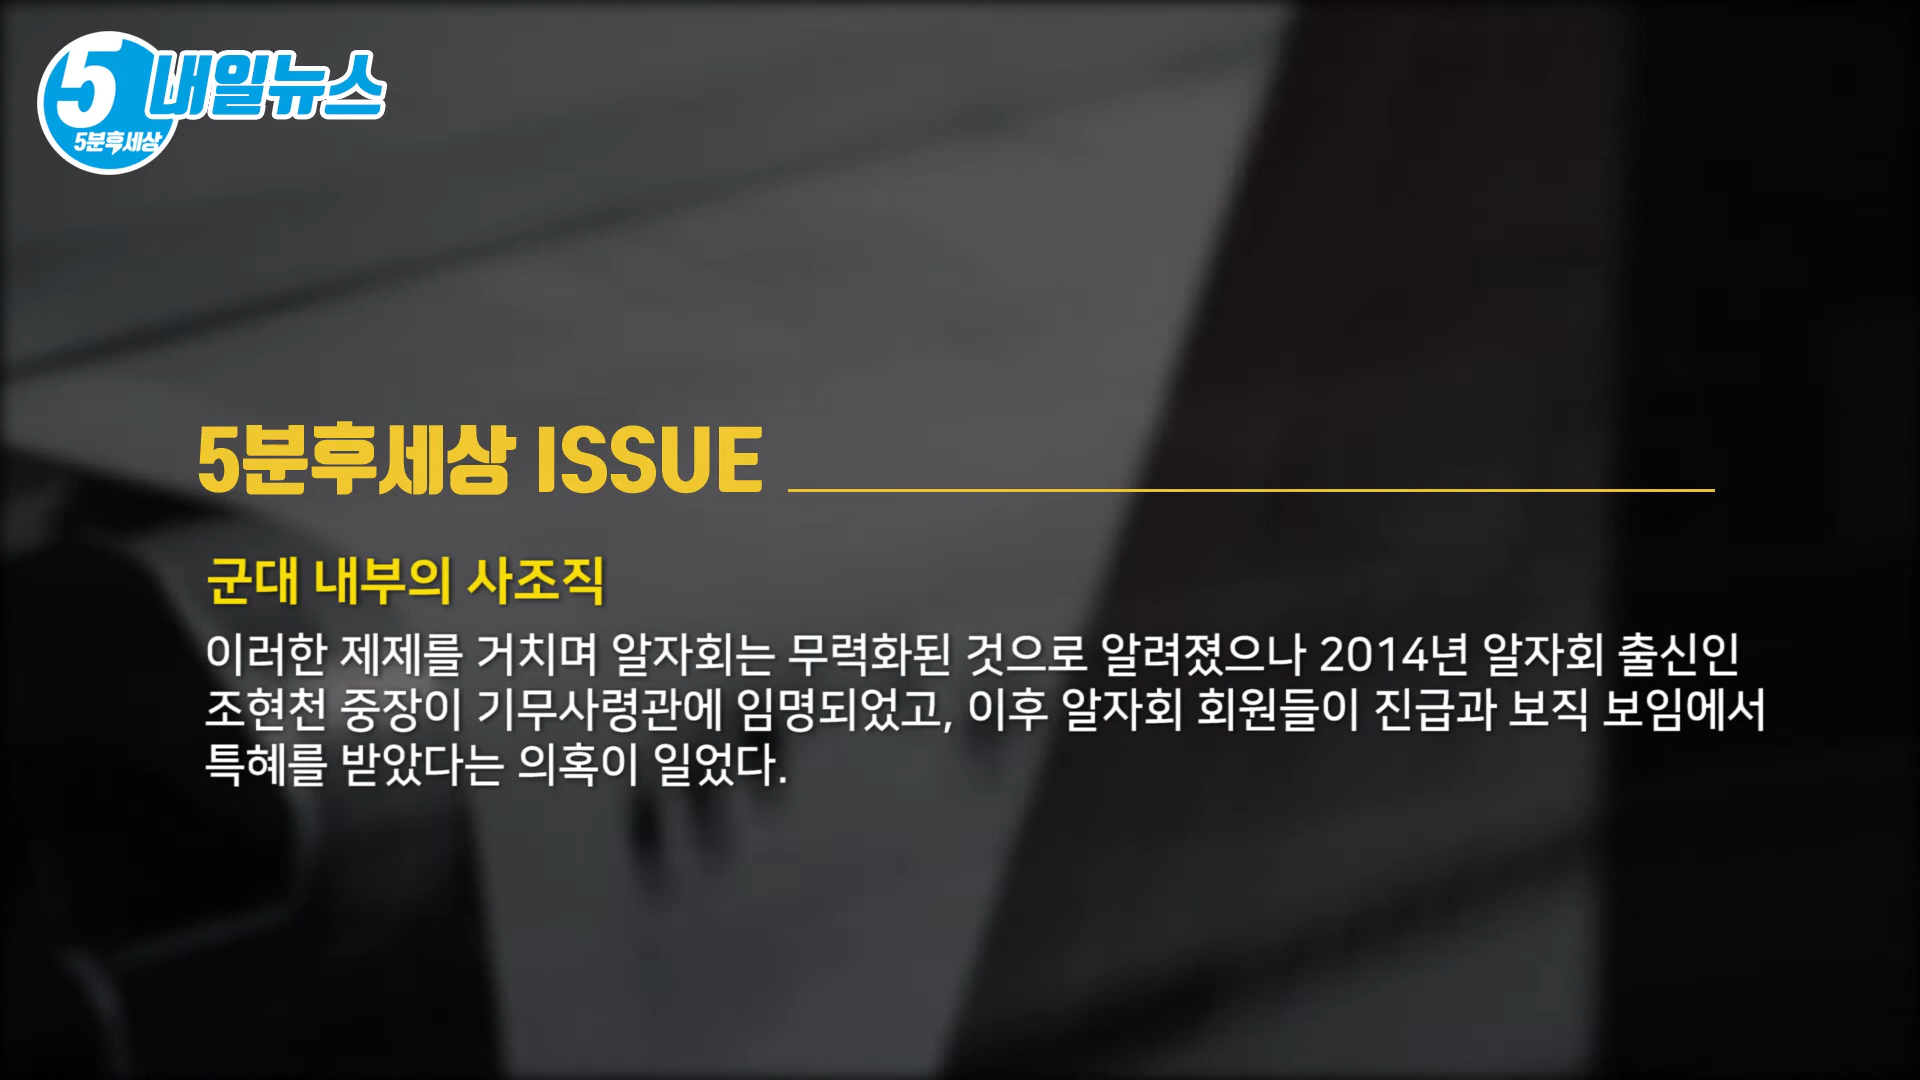 5 내일뉴스
5분후세상
5분후세상 ISSUE
군대 내부의 사조직
이러한 제제를 거치며 알자회는 무력화된 것으로 알려졌으나 2014년 알자회 출신인
조현천 중장이 기무사령관에 임명되었고, 이후 알자회 회원들이 진급과 보직 보임에서
특혜를 받았다는 의혹이 일었다.